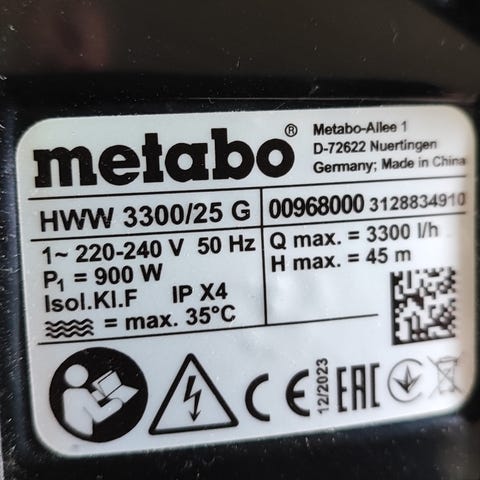 metabo®
Metabo-Allee 1
D-72622 Nuertingen
Germany; Made in China
HWW 3300/25 G
00968000 3128834910
1~ 220-240 V 50 Hz
P1 = 900 W
Isol.Kl.F IP X4
= max. 35°C
Q max. = 3300 l/h
H max. = 45 m
CE
12/2023
EAC